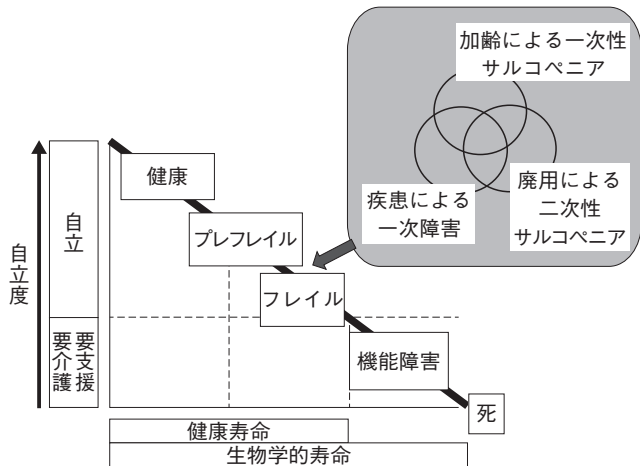 加齢による一次性
サルコペニア
疾患による
一次障害
廃用による
二次性
サルコペニア
自立度
自立
要支援
要介護
健康
プレフレイル
フレイル
機能障害
死
健康寿命
生物学的寿命